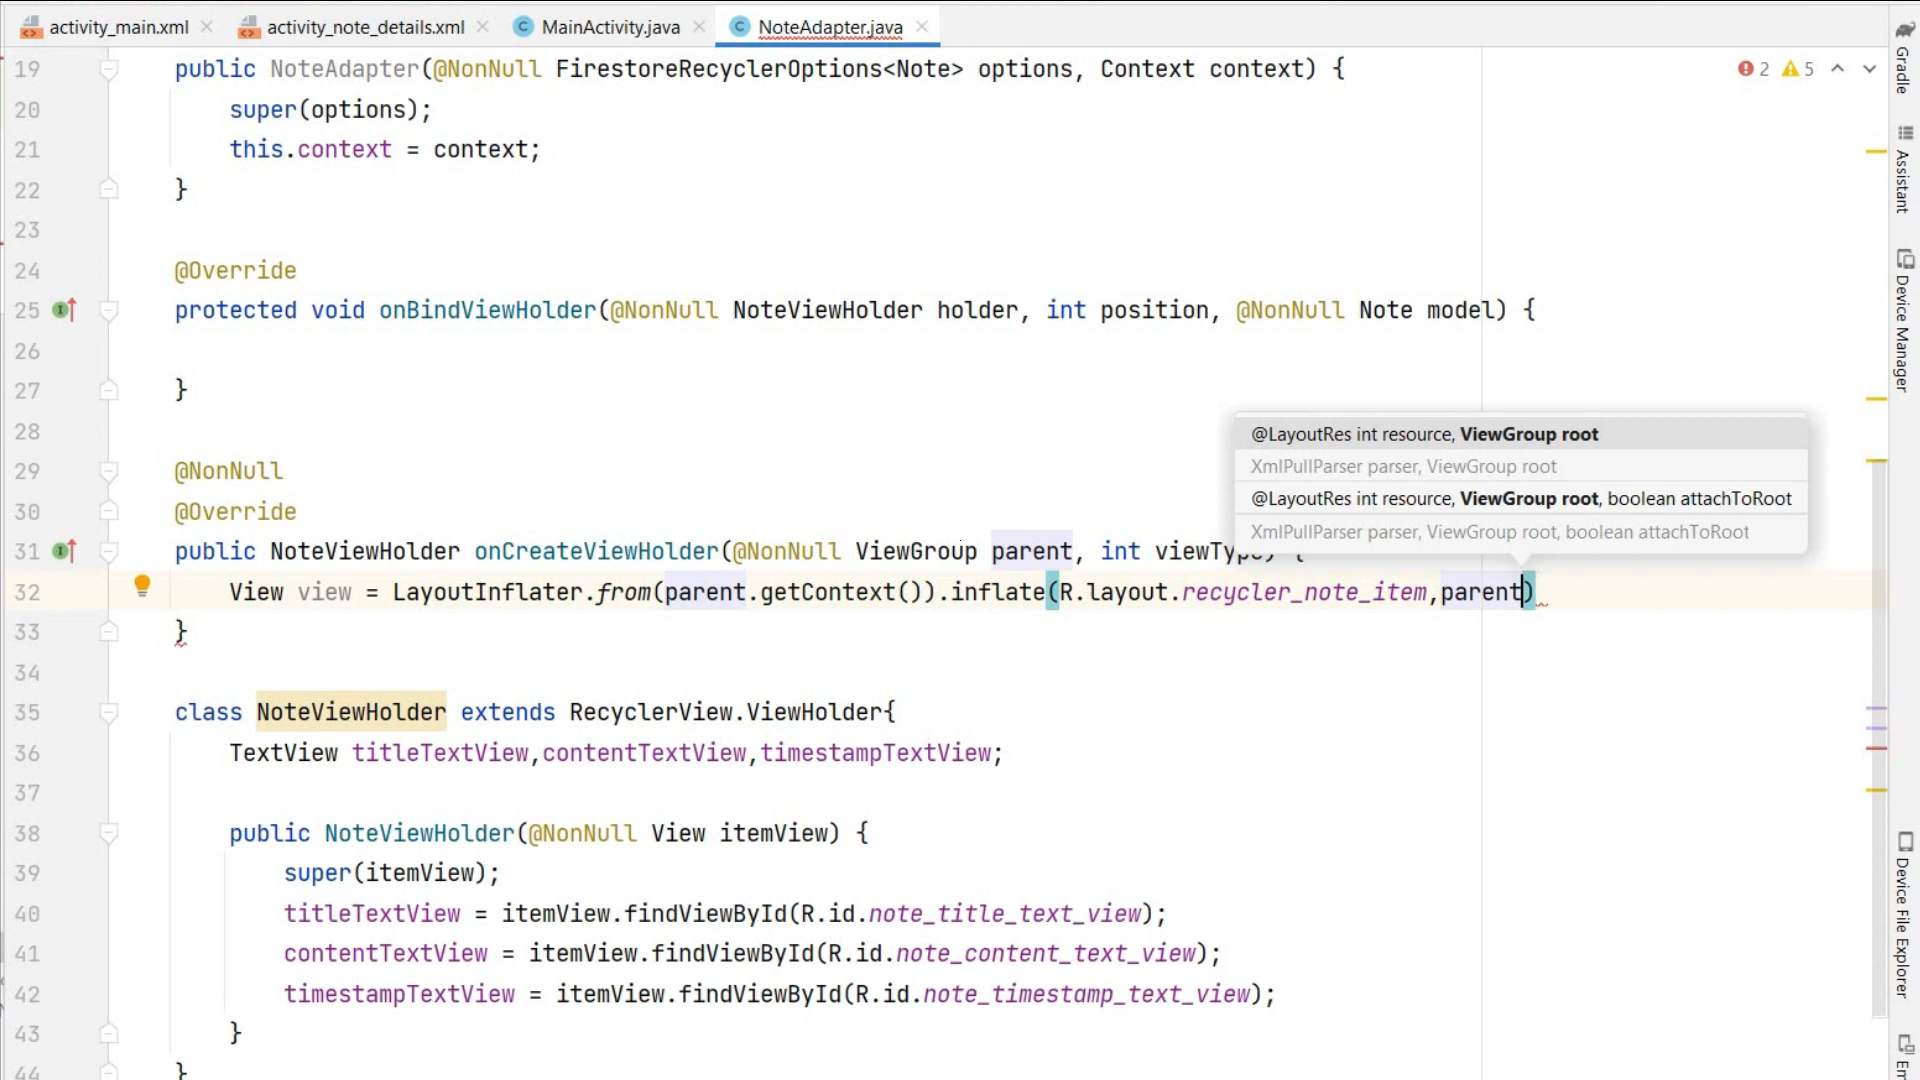 activity_main.xml activity_note_details.xml MainActivity.java NoteAdapter.java
19 public NoteAdapter(@NonNull FirestoreRecyclerOptions<Note> options, Context context) {
2 5
20 super(options);
21 this.context = context;
22 }
23
24 @Override
25 protected void onBindViewHolder(@NonNull NoteViewHolder holder, int position, @NonNull Note model) {
26
27 }
28
@LayoutRes int resource, ViewGroup root
XmlPullParser parser, ViewGroup root
@LayoutRes int resource, ViewGroup root, boolean attachToRoot
XmlPullParser parser, ViewGroup root, boolean attachToRoot
29 @NonNull
30 @Override
31 public NoteViewHolder onCreateViewHolder(@NonNull ViewGroup parent, int viewType) {
32 View view = LayoutInflater.from(parent.getContext()).inflate(R.layout.recycler_note_item,parent)
33 }
34
35 class NoteViewHolder extends RecyclerView.ViewHolder{
36 TextView titleTextView,contentTextView,timestampTextView;
37
38 public NoteViewHolder(@NonNull View itemView) {
39 super(itemView);
40 titleTextView = itemView.findViewById(R.id.note_title_text_view);
41 contentTextView = itemView.findViewById(R.id.note_content_text_view);
42 timestampTextView = itemView.findViewById(R.id.note_timestamp_text_view);
43 }
44 }
Gradle
Assistant
Device Manager
Device File Explorer